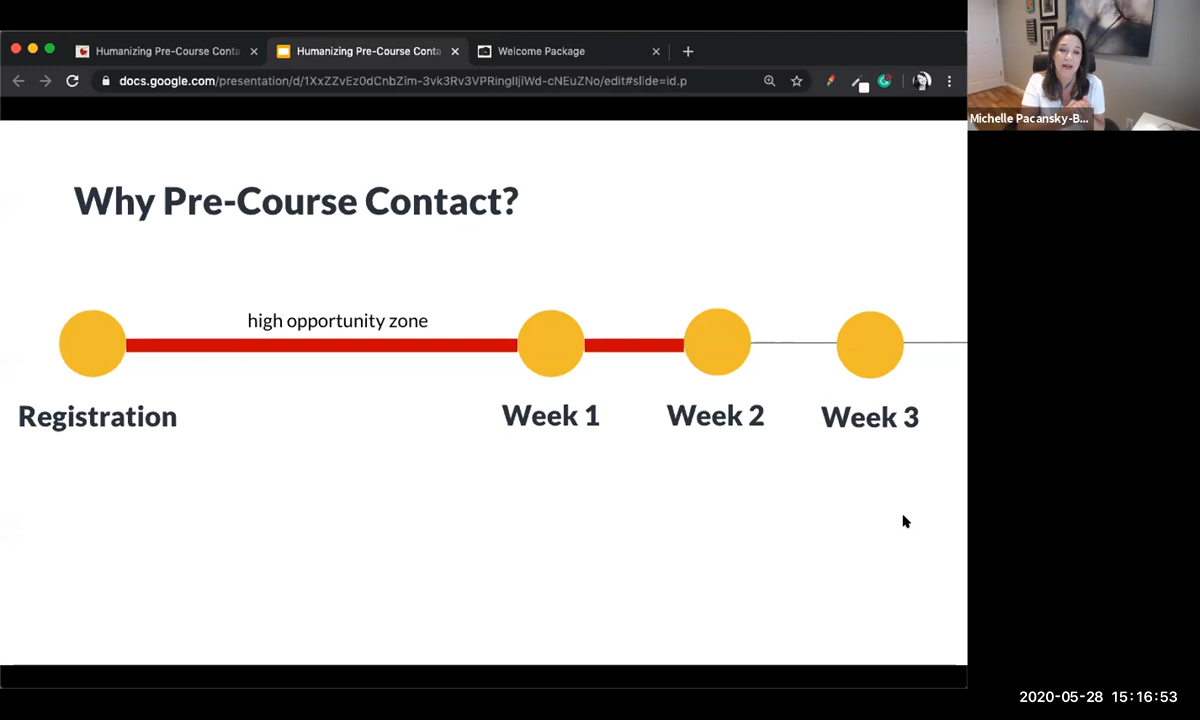 Humanizing Pre-Course Conta
Humanizing Pre-Course Conta
Welcome Package
docs.google.com/presentation/d/1XxZZvEz0dCnbZim-3vk3Rv3VPRingIIjiWd-cNEuZNo/edit#slide=id.p
Michelle Pacansky-B...
Why Pre-Course Contact?
high opportunity zone
Registration
Week 1
Week 2
Week 3
2020-05-28 15:16:53